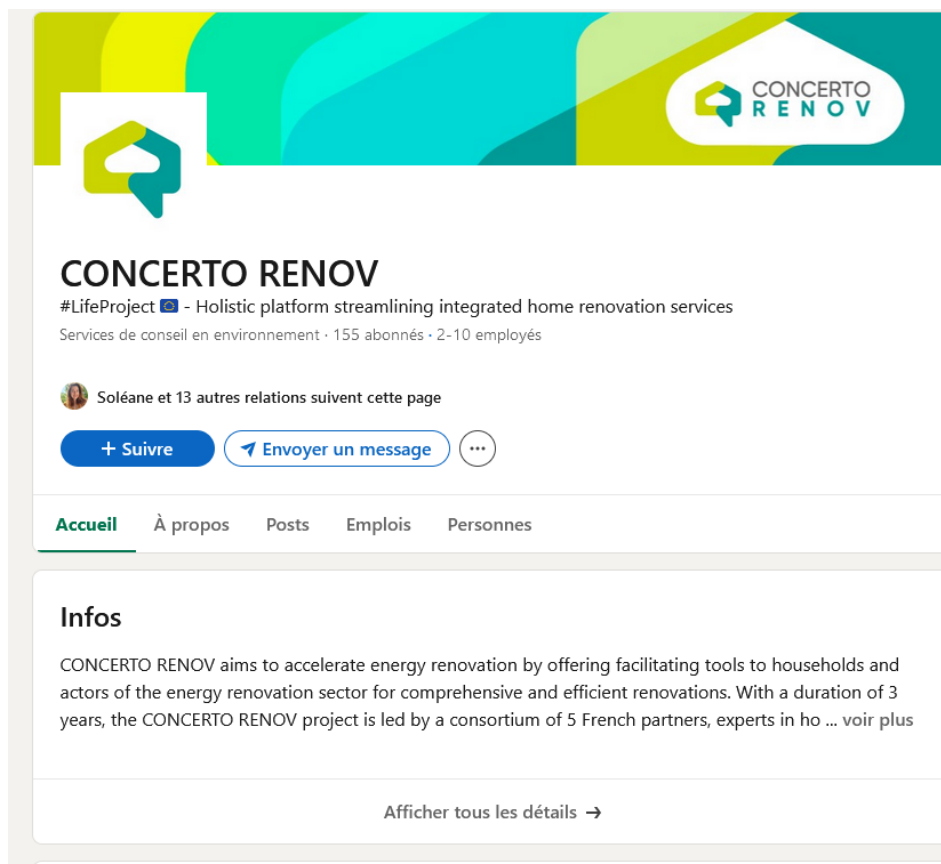 CONCERTO
RENOV
CONCERTO RENOV
#LifeProject 🇪🇺 - Holistic platform streamlining integrated home renovation services
Services de conseil en environnement · 155 abonnés · 2-10 employés
Soléane et 13 autres relations suivent cette page
+ Suivre Envoyer un message ...
Accueil À propos Posts Emplois Personnes
Infos
CONCERTO RENOV aims to accelerate energy renovation by offering facilitating tools to households and
actors of the energy renovation sector for comprehensive and efficient renovations. With a duration of 3
years, the CONCERTO RENOV project is led by a consortium of 5 French partners, experts in ho ... voir plus
Afficher tous les détails →